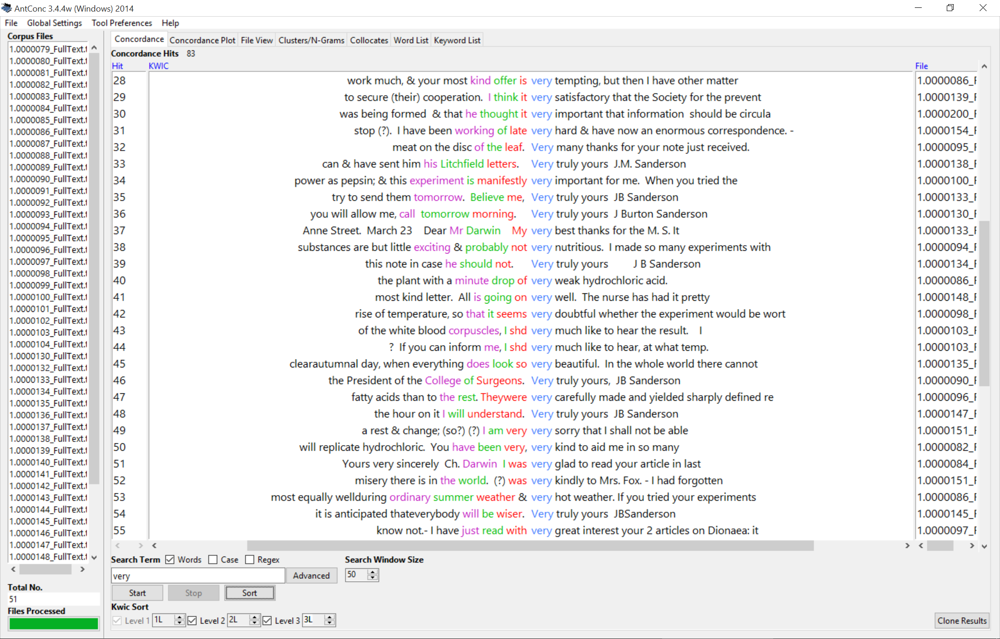 AntConc 3.4.4w (Windows) 2014
File Global Settings Tool Preferences Help
Corpus Files
1.0000079_FullText.t
1.0000080_FullText.t
1.0000081_FullText.t
1.0000082_FullText.t
1.0000083_FullText.t
1.0000084_FullText.t
1.0000085_FullText.t
1.0000086_FullText.t
1.0000087_FullText.t
1.0000088_FullText.t
1.0000089_FullText.t
1.0000090_FullText.t
1.0000091_FullText.t
1.0000092_FullText.t
1.0000093_FullText.t
1.0000094_FullText.t
1.0000095_FullText.t
1.0000096_FullText.t
1.0000097_FullText.t
1.0000098_FullText.t
1.0000099_FullText.t
1.0000100_FullText.t
1.0000101_FullText.t
1.0000102_FullText.t
1.0000103_FullText.t
1.0000104_FullText.t
1.0000130_FullText.t
1.0000132_FullText.t
1.0000133_FullText.t
1.0000134_FullText.t
1.0000135_FullText.t
1.0000136_FullText.t
1.0000137_FullText.t
1.0000138_FullText.t
1.0000139_FullText.t
1.0000140_FullText.t
1.0000141_FullText.t
1.0000142_FullText.t
1.0000143_FullText.t
1.0000144_FullText.t
1.0000145_FullText.t
1.0000146_FullText.t
1.0000147_FullText.t
1.0000148_FullText.t
Total No.
51
Files Processed
Concordance Concordance Plot File View Clusters/N-Grams Collocates Word List Keyword List
Concordance Hits 83
Hit KWIC File
28 work much, & your most kind offer is very tempting, but then I have other matter 1.0000086_F
29 to secure (their) cooperation. I think it very satisfactory that the Society for the prevent 1.0000139_F
30 was being formed & that he thought it very important that information should be circula 1.0000200_F
31 stop (?). I have been working of late very hard & have now an enormous correspondence. - 1.0000154_F
32 meat on the disc of the leaf. Very many thanks for your note just received. 1.0000095_F
33 can & have sent him his Litchfield letters. Very truly yours J.M. Sanderson 1.0000138_F
34 power as pepsin; & this experiment is manifestly very important for me. When you tried the 1.0000100_F
35 try to send them tomorrow. Believe me, Very truly yours JB Sanderson 1.0000133_F
36 you will allow me, call tomorrow morning. Very truly yours J Burton Sanderson 1.0000130_F
37 Anne Street. March 23 Dear Mr Darwin My very best thanks for the M. S. It 1.0000133_F
38 substances are but little exciting & probably not very nutritious. I made so many experiments with 1.0000094_F
39 this note in case he should not. Very truly yours J B Sanderson 1.0000134_F
40 the plant with a minute drop of very weak hydrochloric acid. 1.0000086_F
41 most kind letter. All is going on very well. The nurse has had it pretty 1.0000148_F
42 rise of temperature, so that it seems very doubtful whether the experiment would be wort 1.0000098_F
43 of the white blood corpuscles, I shd very much like to hear the result. I 1.0000103_F
44 ? If you can inform me, I shd very much like to hear, at what temp. 1.0000103_F
45 clearautumnal day, when everything does look so very beautiful. In the whole world there cannot 1.0000135_F
46 the President of the College of Surgeons. Very truly yours, JB Sanderson 1.0000090_F
47 fatty acids than to the rest. Theywere very carefully made and yielded sharply defined re 1.0000096_F
48 the hour on it I will understand. Very truly yours JB Sanderson 1.0000147_F
49 a rest & change; (so?) (?) I am very very sorry that I shall not be able 1.0000151_F
50 will replicate hydrochloric. You have been very, very kind to aid me in so many 1.0000082_F
51 Yours very sincerely Ch. Darwin I was very glad to read your article in last 1.0000084_F
52 misery there is in the world. (?) was very kindly to Mrs. Fox. - I had forgotten 1.0000151_F
53 most equally wellduring ordinary summer weather & very hot weather. If you tried your experiments 1.0000086_F
54 it is anticipated thateverybody will be wiser. Very truly yours JBSanderson 1.0000145_F
55 know not.- I have just read with very great interest your 2 articles on Dionaea: it 1.0000097_F
Search Term Words Case Regex Search Window Size
very Advanced 50
Start Stop Sort
Kwic Sort
Level 1 1L Level 2 2L Level 3 3L Clone Results